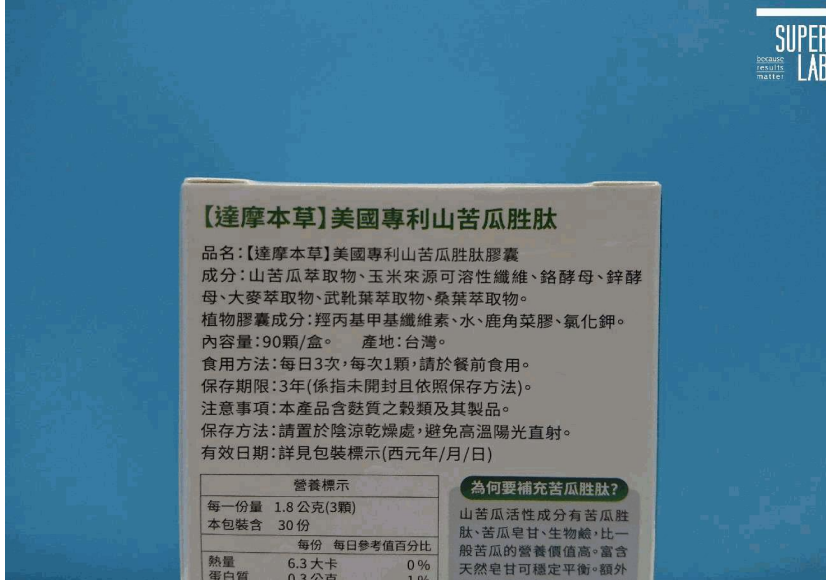 SUPER
LAB
because
results
matter
【達摩本草】美國專利山苦瓜胜肽
品名:【達摩本草】美國專利山苦瓜胜肽膠囊
成分:山苦瓜萃取物、玉米來源可溶性纖維、鉻酵母、鋅酵
母、大麥萃取物、武靴葉萃取物、桑葉萃取物。
植物膠囊成分:羥丙基甲基纖維素、水、鹿角菜膠、氯化鉀。
內容量:90顆/盒。 產地:台灣。
食用方法:每日3次,每次1顆,請於餐前食用。
保存期限:3年(係指未開封且依照保存方法)。
注意事項:本產品含麩質之穀類及其製品。
保存方法:請置於陰涼乾燥處,避免高溫陽光直射。
有效日期:詳見包裝標示(西元年/月/日)
營養標示
每一份量 1.8公克(3顆)
本包裝含 30份
每份 每日參考值百分比
熱量 6.3大卡 0%
蛋白質 0.3公克 1%
為何要補充苦瓜胜肽?
山苦瓜活性成分有苦瓜胜
肽、苦瓜皂甘、生物鹼,比一
般苦瓜的營養價值高。富含
天然皂甘可穩定平衡。額外